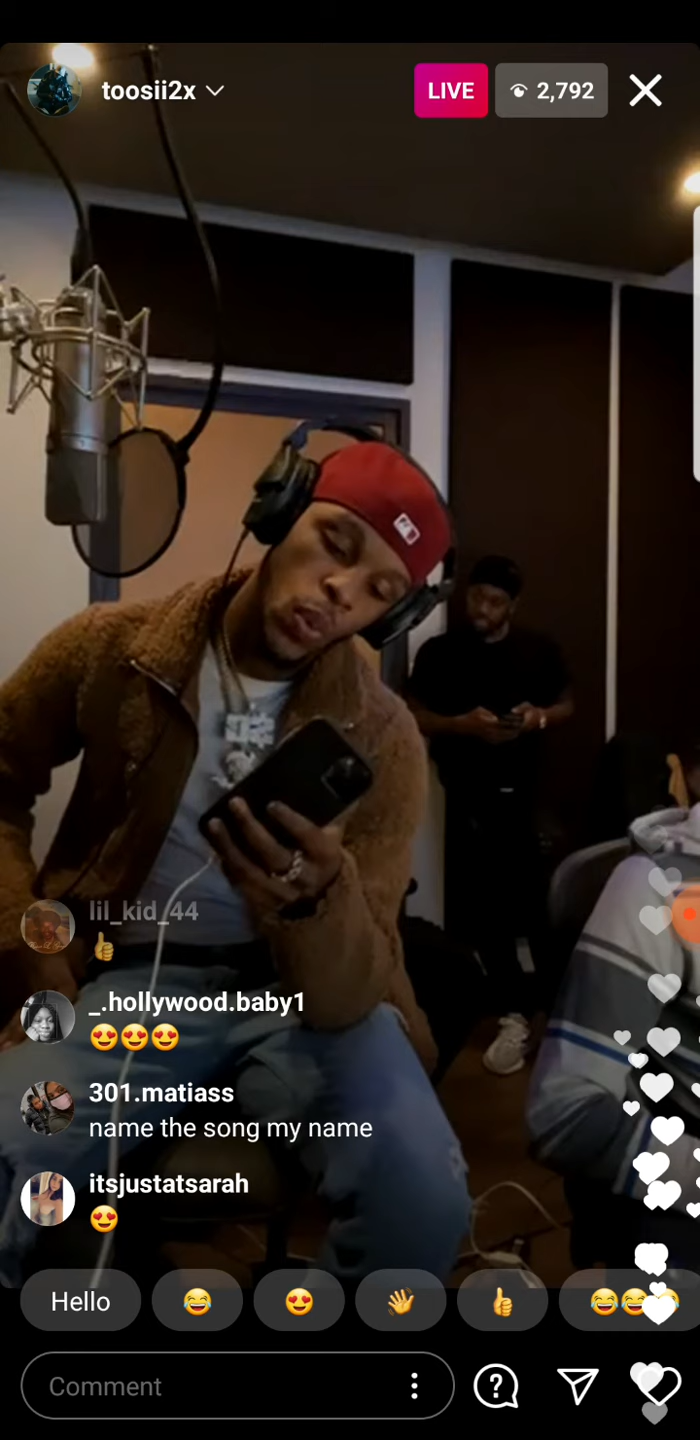 toosii2x
LIVE
2,792
lil_kid_44
👍
_.hollywood.baby1
😍😍😍
301.matiass
name the song my name
itsjustatsarah
😍
Hello
😂
😍
👋
👍
😂😂😂
Comment